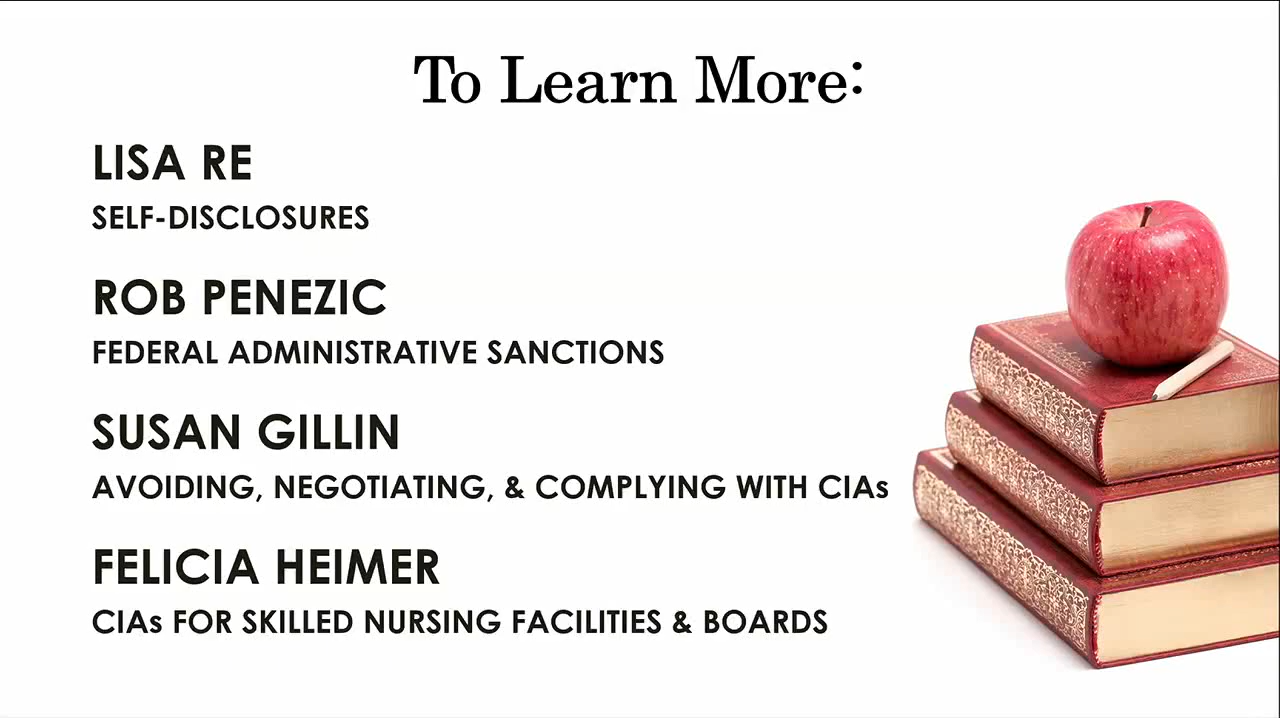 To Learn More:
LISA RE
SELF-DISCLOSURES
ROB PENEZIC
FEDERAL ADMINISTRATIVE SANCTIONS
SUSAN GILLIN
AVOIDING, NEGOTIATING, & COMPLYING WITH CIAs
FELICIA HEIMER
CIAs FOR SKILLED NURSING FACILITIES & BOARDS